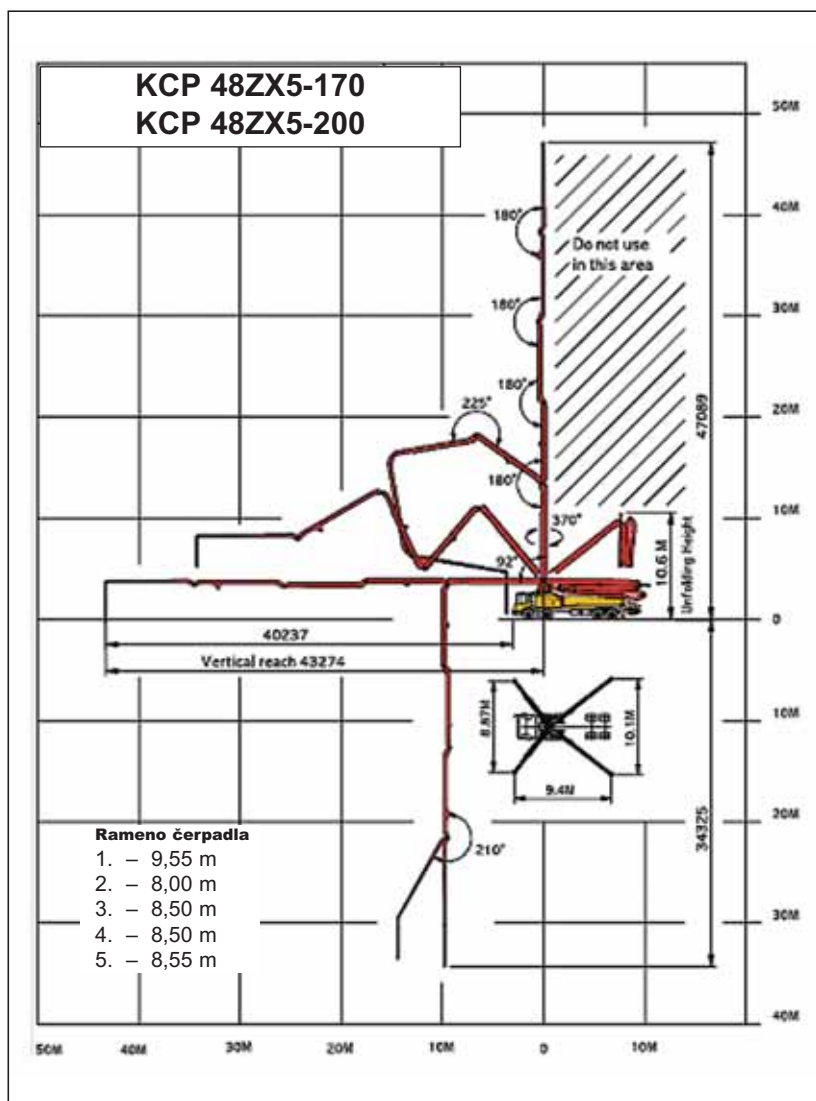 KCP 48ZX5-170
KCP 48ZX5-200
50M
40M
30M
20M
10M
0
10M
20M
30M
40M
180°
Do not use
in this area
180°
180°
225°
180°
370°
92°
47089
10.6 M
Unfolding Height
40237
Vertical reach 43274
8.87M
10.1M
9.4M
34325
210°
Rameno čerpadla
1. – 9,55 m
2. – 8,00 m
3. – 8,50 m
4. – 8,50 m
5. – 8,55 m
50M 40M 30M 20M 10M 0 10M